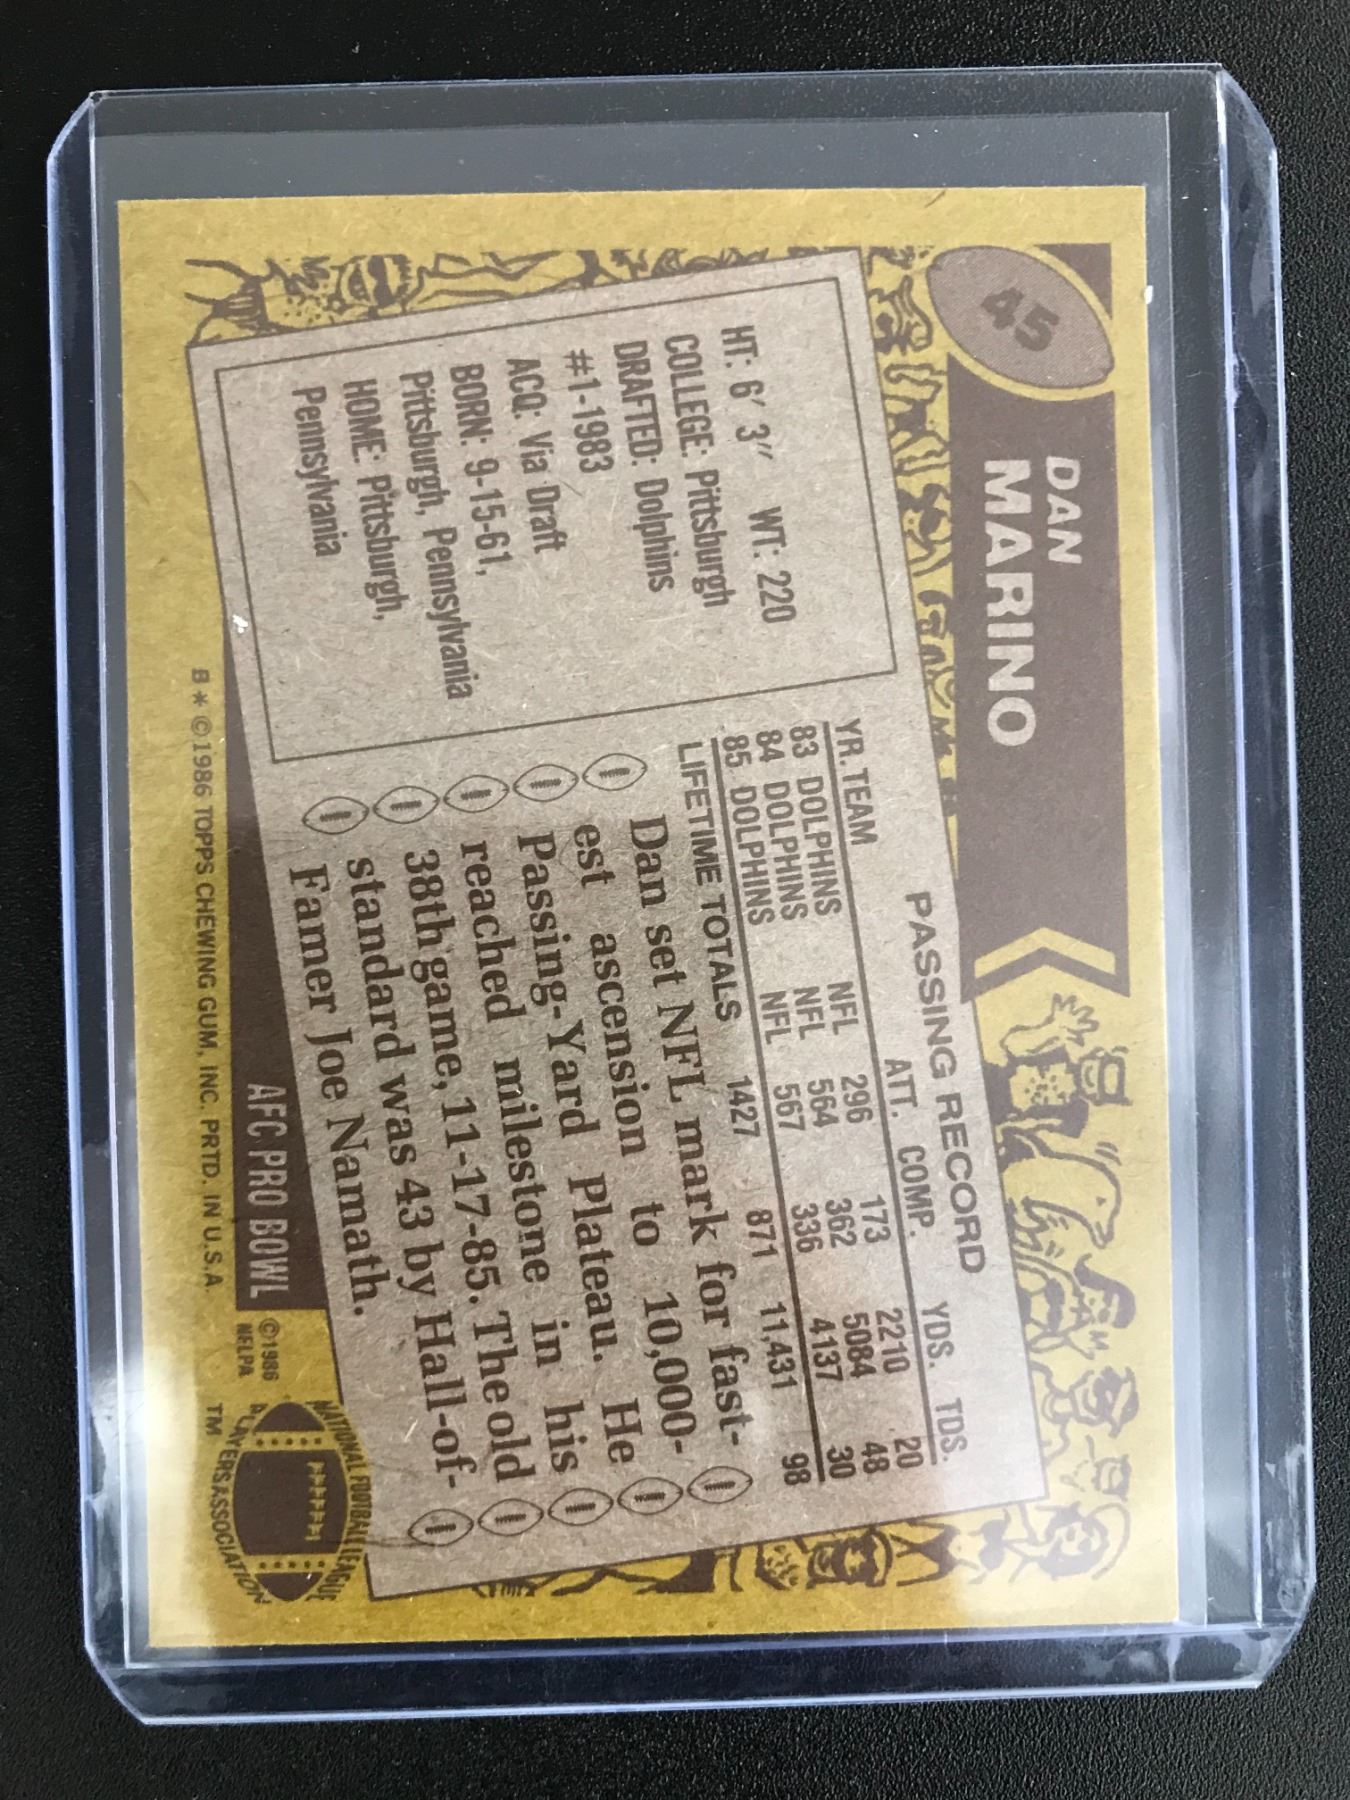 45
DAN
MARINO
HT: 6' 3" WT: 220
COLLEGE: Pittsburgh
DRAFTED: Dolphins
#1-1983
ACQ: Via Draft
BORN: 9-15-61,
Pittsburgh, Pennsylvania
HOME: Pittsburgh,
Pennsylvania
PASSING RECORD
YR. TEAM ATT. COMP. YDS. TDS.
83 DOLPHINS NFL 296 173 2210 20
84 DOLPHINS NFL 564 362 5084 48
85 DOLPHINS NFL 567 336 4137 30
LIFETIME TOTALS 1427 871 11,431 98
Dan set NFL mark for fast-
est ascension to 10,000-
Passing-Yard Plateau. He
reached milestone in his
38th game, 11-17-85. The old
standard was 43 by Hall-of-
Famer Joe Namath.
AFC PRO BOWL
B * ©1986 TOPPS CHEWING GUM, INC. PRTD. IN U.S.A.
©1986
NFLPA
NATIONAL FOOTBALL LEAGUE
PLAYERS ASSOCIATION
TM